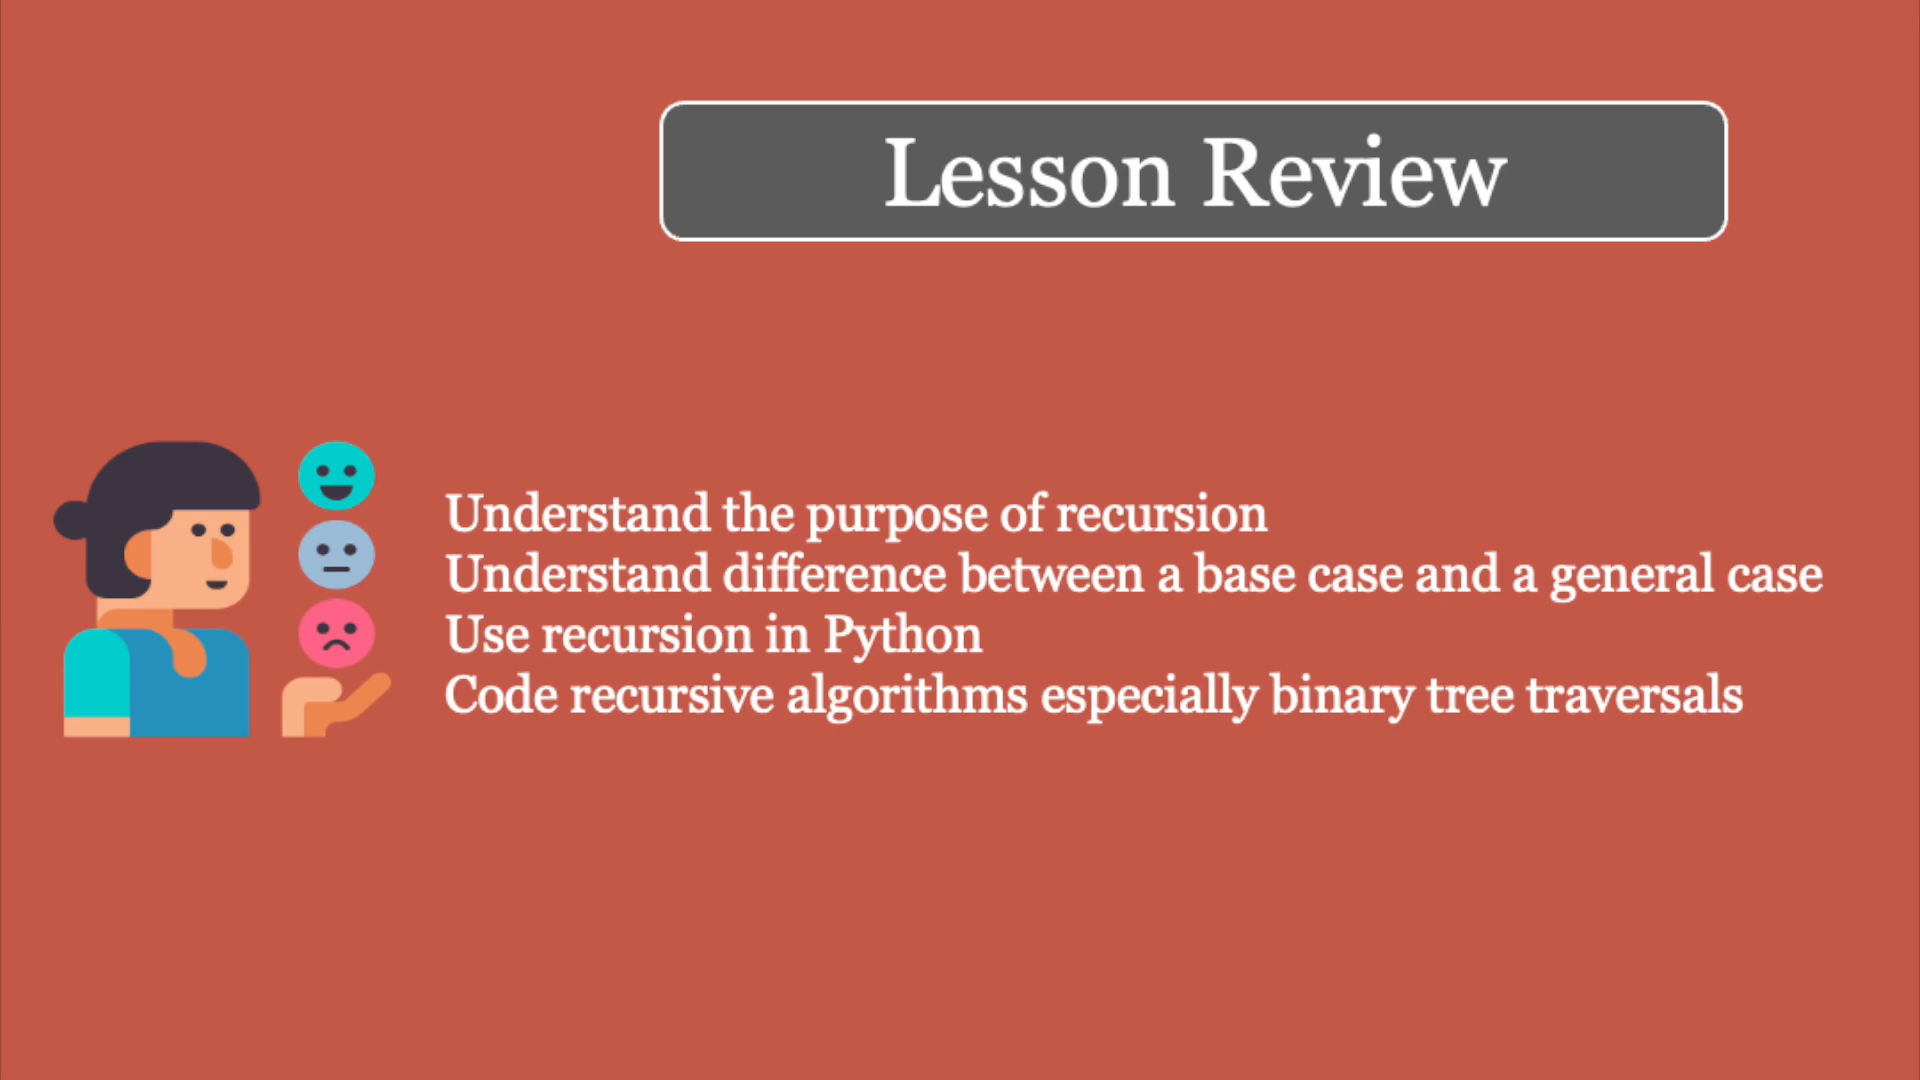 Lesson Review
Understand the purpose of recursion
Understand difference between a base case and a general case
Use recursion in Python
Code recursive algorithms especially binary tree traversals